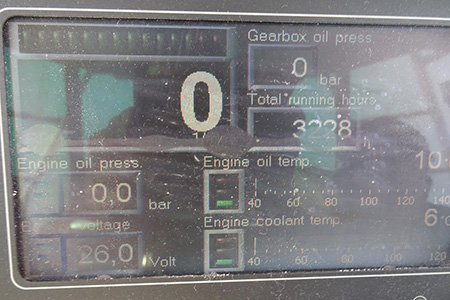 Gearbox oil press.
0 bar
0
Total running hours
3228
Engine oil press.
0,0 bar
Engine oil temp.
10
40 60 80 100 120 140
voltage
26,0 Volt
Engine coolant temp.
6°C
40 60 80 100 120